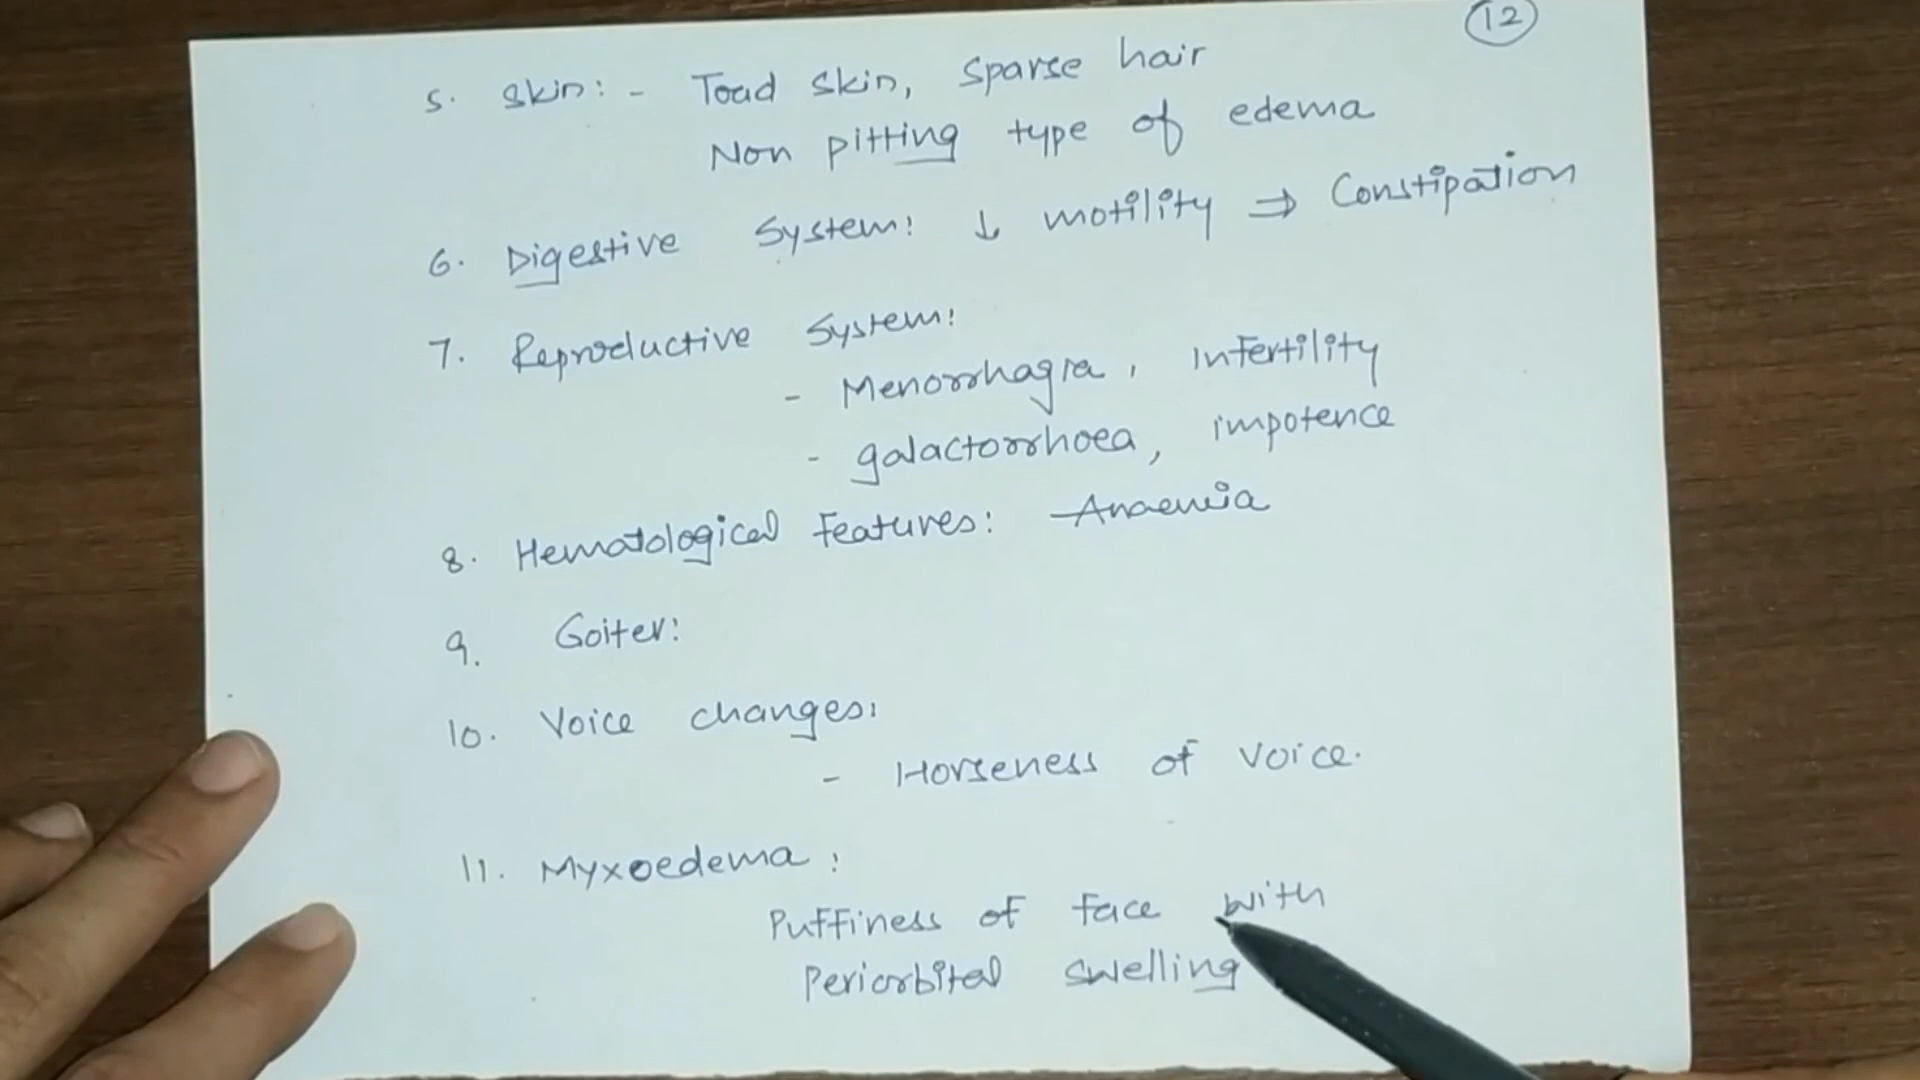 12
5. Skin: - Toad skin, sparse hair
Non pitting type of edema
6. Digestive System: ↓ motility ⇒ Constipation
7. Reproductive System:
- Menorrhagia, infertility
- galactorrhoea, impotence
8. Hematological features: Anaemia
9. Goiter:
10. Voice changes:
- Horseness of voice.
11. Myxoedema:
Puffiness of face with
Periorbital swelling